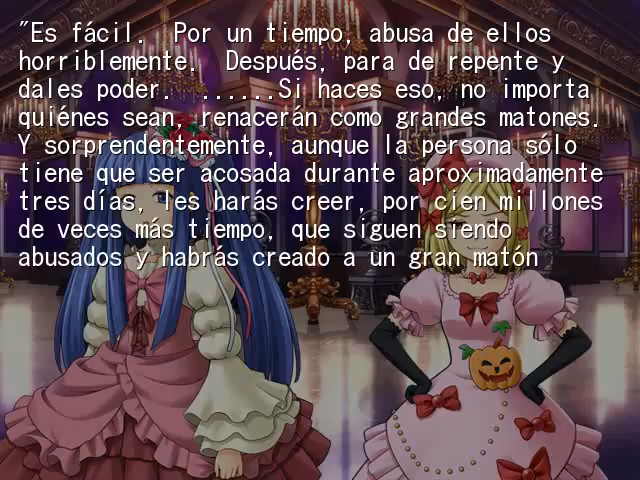 "Es fácil.  Por un tiempo, abusa de ellos
horriblemente.  Después, para de repente y
dales poder.  ......Si haces eso, no importa
quiénes sean, renacerán como grandes matones.
Y sorprendentemente, aunque la persona sólo
tiene que ser acosada durante aproximadamente
tres días, les harás creer, por cien millones
de veces más tiempo, que siguen siendo
abusados y habrás creado a un gran matón